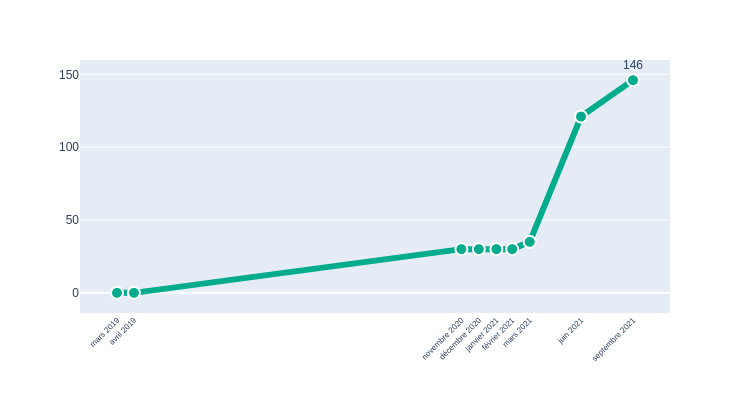 146
150
100
50
0
mars 2019
avril 2019
novembre 2020
décembre 2020
janvier 2021
février 2021
mars 2021
juin 2021
septembre 2021